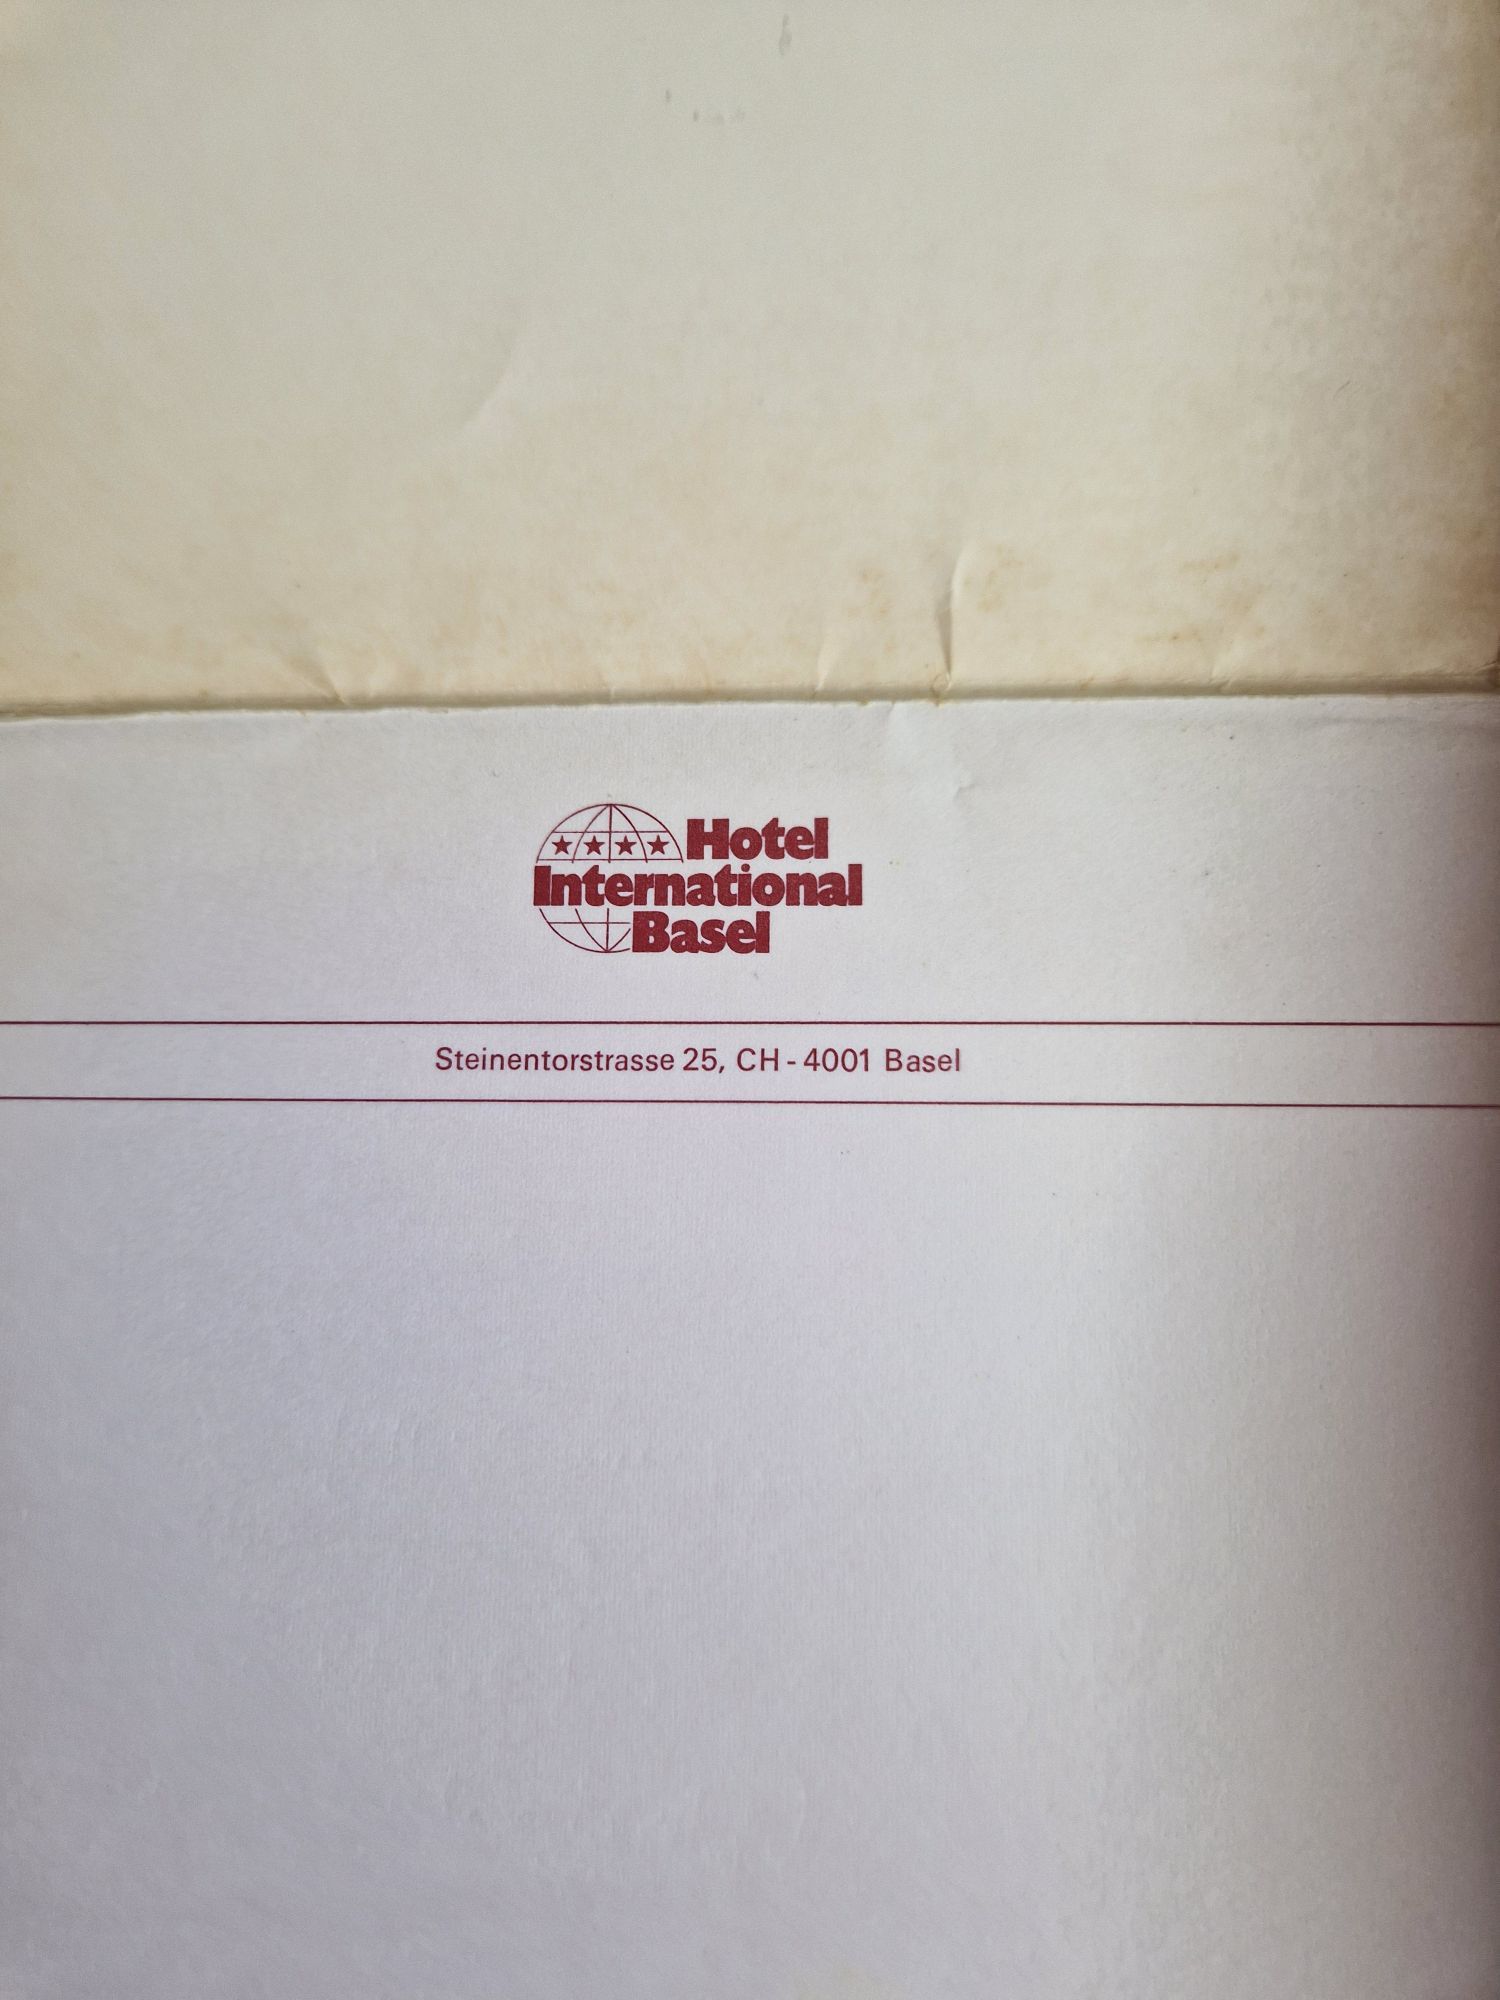 Hotel
International
Basel
Steinentorstrasse 25, CH - 4001 Basel